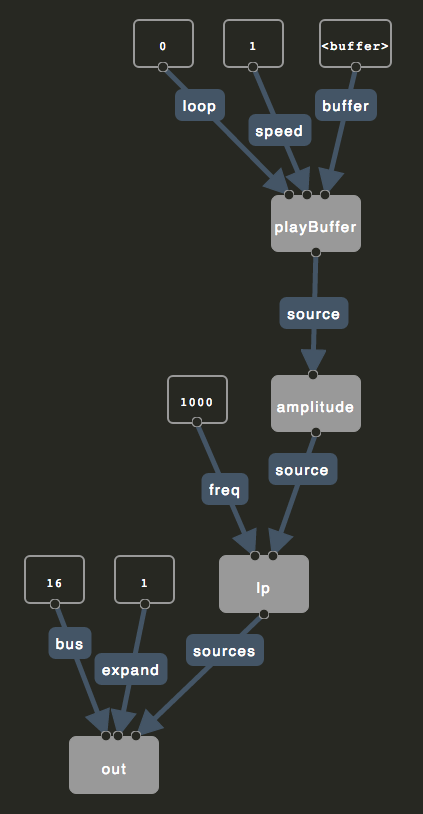 0
1
<buffer>
loop
buffer
speed
playBuffer
source
amplitude
1000
source
freq
16
1
lp
bus
sources
expand
out